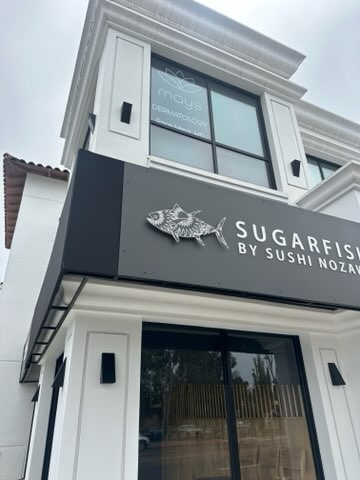 mays
DERMATOLOGY
SUGARFISH
BY SUSHI NOZAW